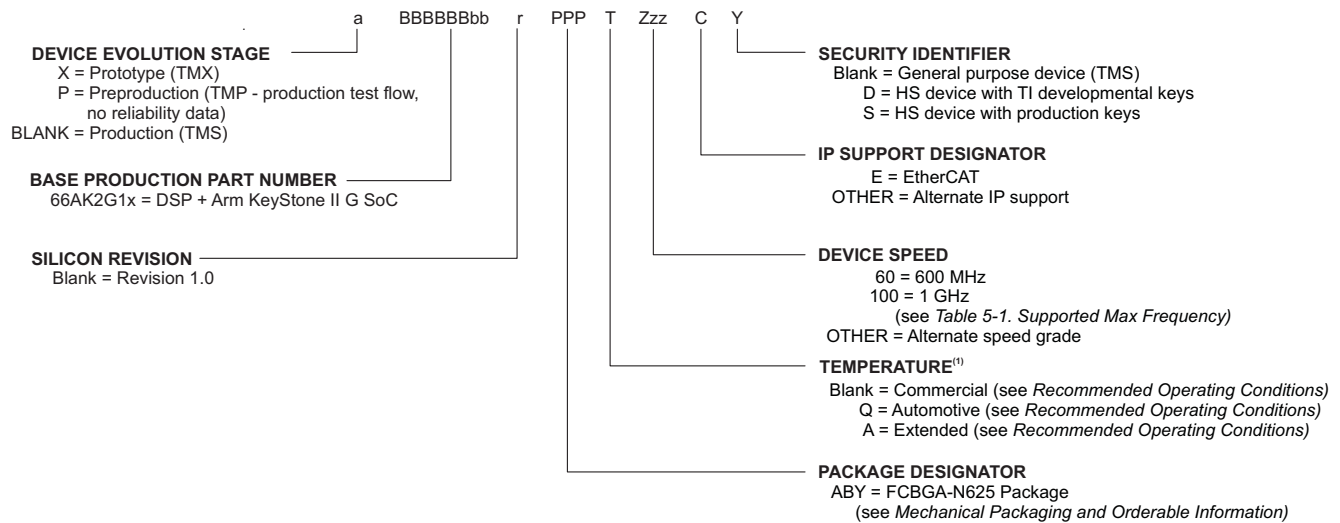 a BBBBBBbb r PPP T Zzz C Y
DEVICE EVOLUTION STAGE
X = Prototype (TMX)
P = Preproduction (TMP - production test flow,
no reliability data)
BLANK = Production (TMS)
BASE PRODUCTION PART NUMBER
66AK2G1x = DSP + Arm KeyStone II G SoC
SILICON REVISION
Blank = Revision 1.0
SECURITY IDENTIFIER
Blank = General purpose device (TMS)
D = HS device with TI developmental keys
S = HS device with production keys
IP SUPPORT DESIGNATOR
E = EtherCAT
OTHER = Alternate IP support
DEVICE SPEED
60 = 600 MHz
100 = 1 GHz
(see Table 5-1. Supported Max Frequency)
OTHER = Alternate speed grade
TEMPERATURE(1)
Blank = Commercial (see Recommended Operating Conditions)
Q = Automotive (see Recommended Operating Conditions)
A = Extended (see Recommended Operating Conditions)
PACKAGE DESIGNATOR
ABY = FCBGA-N625 Package
(see Mechanical Packaging and Orderable Information)